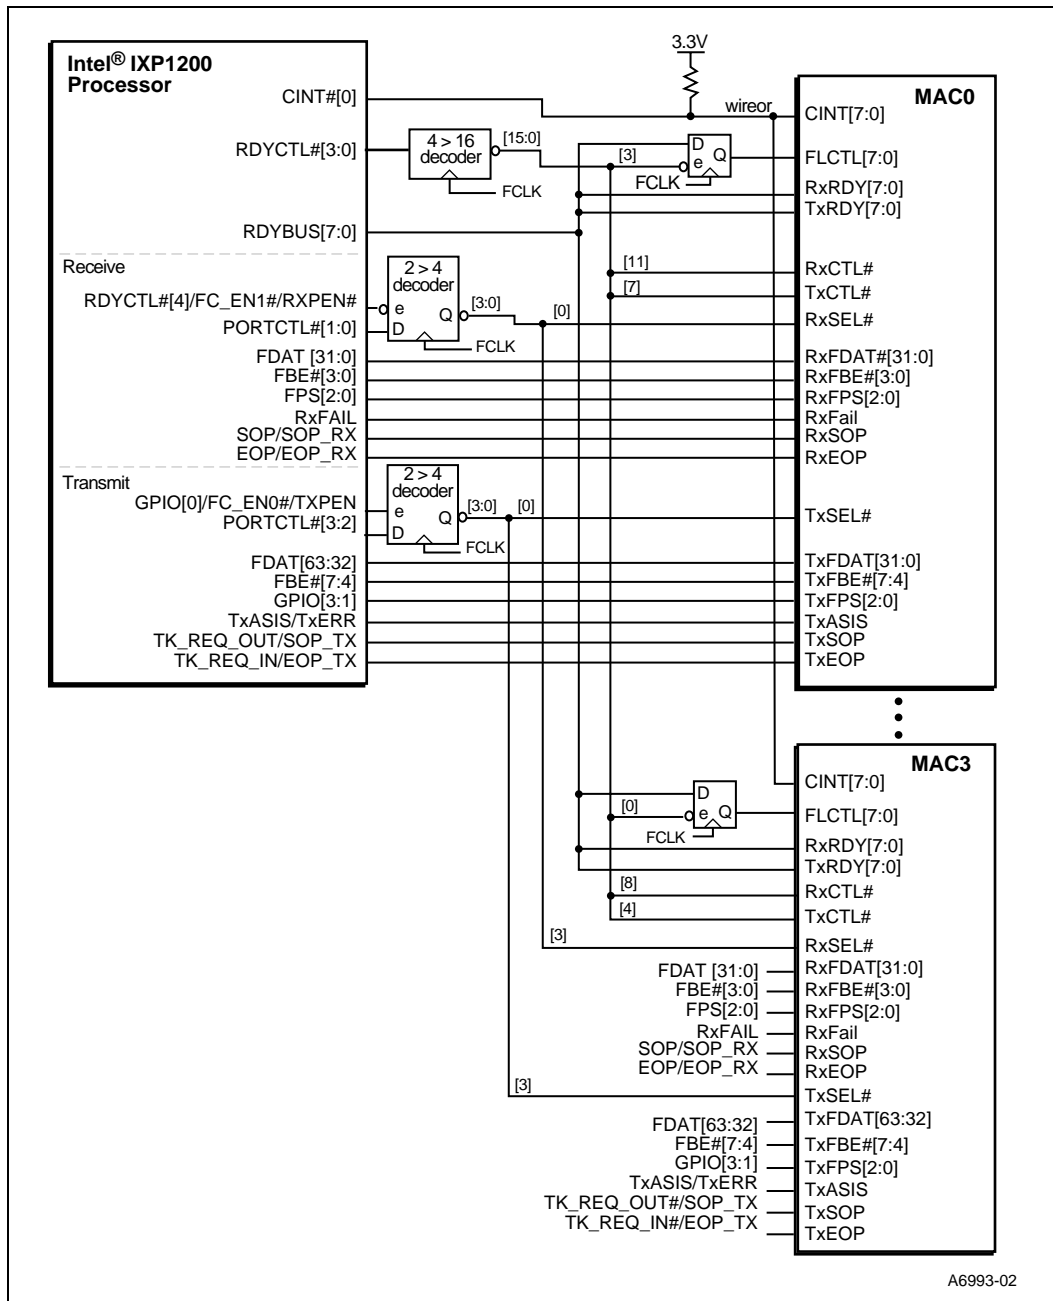 Intel® IXP1200
Processor
CINT#[0]
RDYCTL#[3:0]
RDYBUS[7:0]
Receive
RDYCTL#[4]/FC_EN1#/RXPEN#
PORTCTL#[1:0]
FDAT [31:0]
FBE#[3:0]
FPS[2:0]
RxFAIL
SOP/SOP_RX
EOP/EOP_RX
Transmit
GPIO[0]/FC_EN0#/TXPEN
PORTCTL#[3:2]
FDAT[63:32]
FBE#[7:4]
GPIO[3:1]
TxASIS/TxERR
TK_REQ_OUT/SOP_TX
TK_REQ_IN/EOP_TX
4 > 16
decoder
[15:0]
FCLK
2 > 4
decoder
e
Q
D
[3:0]
[0]
FCLK
2 > 4
decoder
e
Q
D
[3:0]
[0]
FCLK
3.3V
wireor
[3]
D
e
Q
FCLK
[11]
[7]
MAC0
CINT[7:0]
FLCTL[7:0]
RxRDY[7:0]
TxRDY[7:0]
RxCTL#
TxCTL#
RxSEL#
RxFDAT#[31:0]
RxFBE#[3:0]
RxFPS[2:0]
RxFail
RxSOP
RxEOP
TxSEL#
TxFDAT[31:0]
TxFBE#[7:4]
TxFPS[2:0]
TxASIS
TxSOP
TxEOP
D
e
Q
[0]
FCLK
[8]
[4]
[3]
FDAT [31:0]
FBE#[3:0]
FPS[2:0]
RxFAIL
SOP/SOP_RX
EOP/EOP_RX
[3]
FDAT[63:32]
FBE#[7:4]
GPIO[3:1]
TxASIS/TxERR
TK_REQ_OUT#/SOP_TX
TK_REQ_IN#/EOP_TX
MAC3
CINT[7:0]
FLCTL[7:0]
RxRDY[7:0]
TxRDY[7:0]
RxCTL#
TxCTL#
RxSEL#
RxFDAT[31:0]
RxFBE#[3:0]
RxFPS[2:0]
RxFail
RxSOP
RxEOP
TxSEL#
TxFDAT[63:32]
TxFBE#[7:4]
TxFPS[2:0]
TxASIS
TxSOP
TxEOP
A6993-02